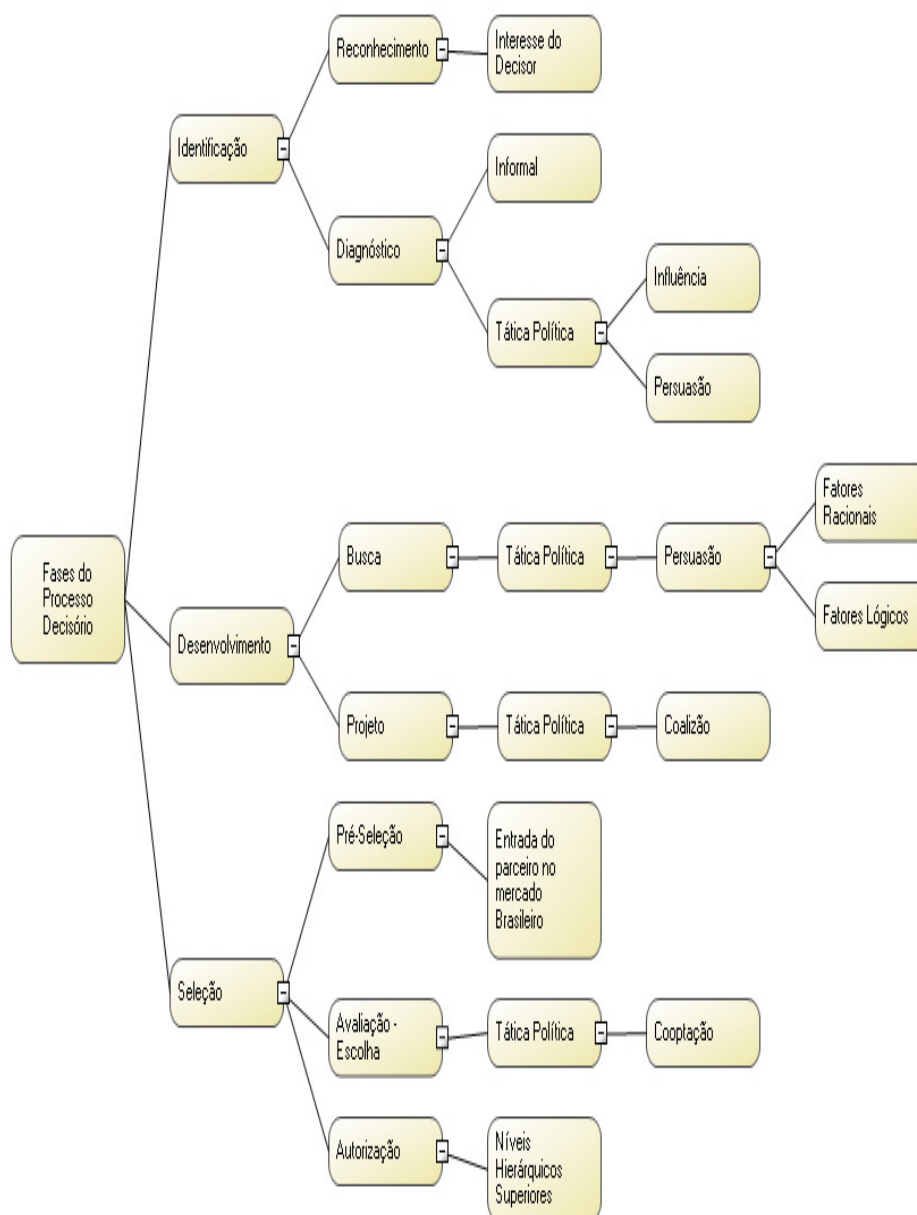 Reconhecimento
Interesse do
Decisor
Identificação
Informal
Diagnóstico
Influência
Tática Política
Persuasão
Fases do
Processo
Decisório
Fatores
Racionais
Busca
Tática Política
Persuasão
Desenvolvimento
Fatores Lógicos
Projeto
Tática Política
Coalizão
Pré-Seleção
Entrada do
parceiro no
mercado
Brasileiro
Seleção
Avaliação -
Escolha
Tática Política
Cooptação
Autorização
Níveis
Hierárquicos
Superiores